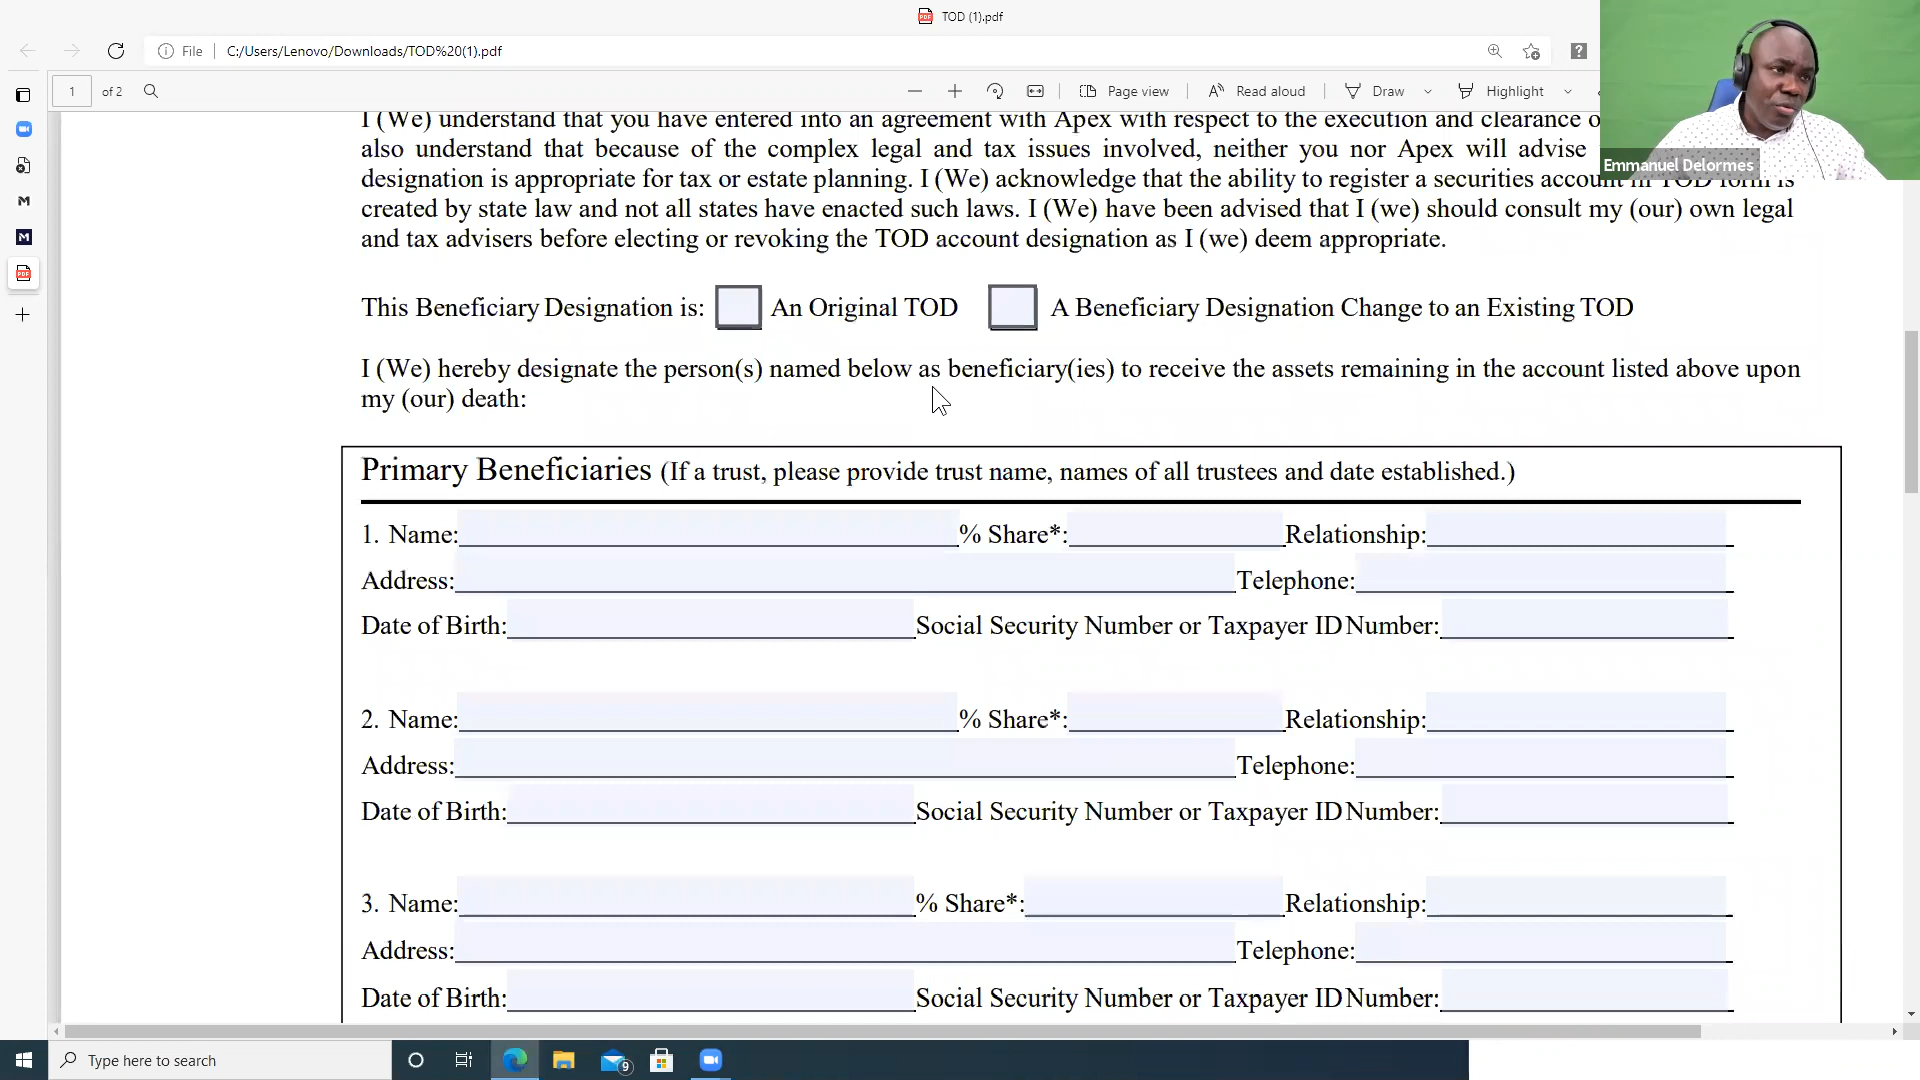 TOD (1).pdf
File
C:/Users/Lenovo/Downloads/TOD%20(1).pdf
1 of 2
Page view
Read aloud
Draw
Highlight
Emmanuel Delormes
I (We) understand that you have entered into an agreement with Apex with respect to the execution and clearance
also understand that because of the complex legal and tax issues involved, neither you nor Apex will advise
designation is appropriate for tax or estate planning. I (We) acknowledge that the ability to register a securities account in TOD form is
created by state law and not all states have enacted such laws. I (We) have been advised that I (we) should consult my (our) own legal
and tax advisers before electing or revoking the TOD account designation as I (we) deem appropriate.
This Beneficiary Designation is: An Original TOD A Beneficiary Designation Change to an Existing TOD
I (We) hereby designate the person(s) named below as beneficiary(ies) to receive the assets remaining in the account listed above upon
my (our) death:
Primary Beneficiaries (If a trust, please provide trust name, names of all trustees and date established.)
1. Name: % Share*: Relationship:
Address: Telephone:
Date of Birth: Social Security Number or Taxpayer ID Number:
2. Name: % Share*: Relationship:
Address: Telephone:
Date of Birth: Social Security Number or Taxpayer ID Number:
3. Name: % Share*: Relationship:
Address: Telephone:
Date of Birth: Social Security Number or Taxpayer ID Number:
Type here to search
9